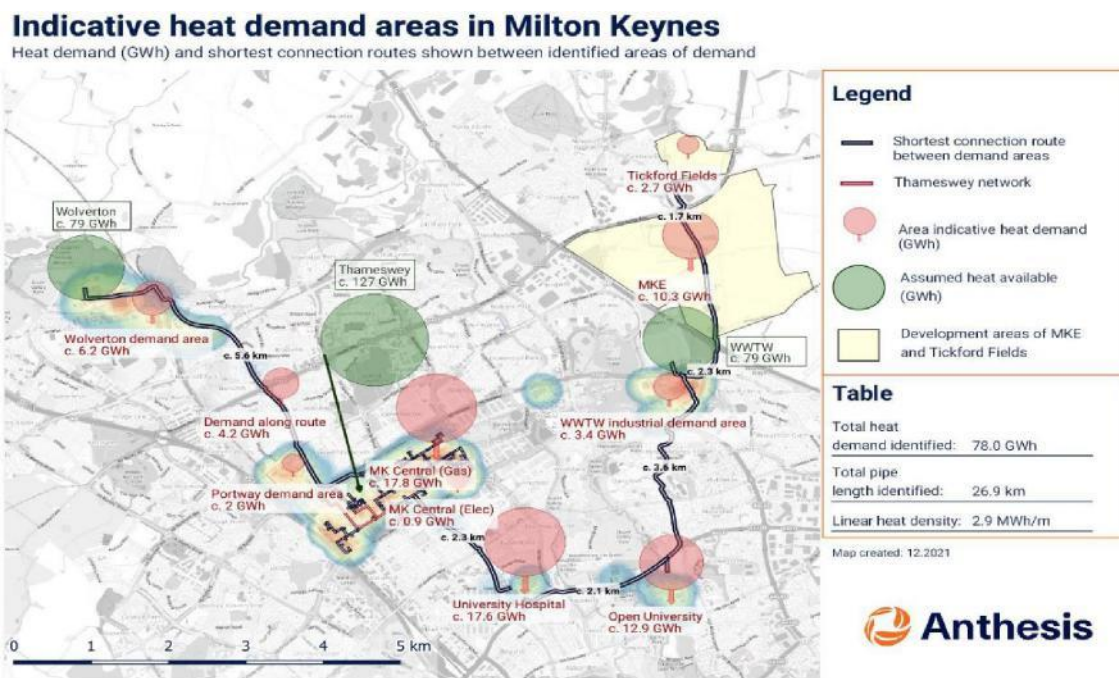 Indicative heat demand areas in Milton Keynes
Heat demand (GWh) and shortest connection routes shown between identified areas of demand
Wolverton
c. 79 GWh
Wolverton demand area
c. 6.2 GWh
c. 5.6 km
Thameswey
c. 127 GWh
Demand along route
c. 4.2 GWh
Portway demand area
c. 2 GWh
MK Central (Gas)
c. 17.8 GWh
MK Central (Elec)
c. 0.9 GWh
c. 2.3 km
University Hospital
c. 17.6 GWh
c. 2.1 km
Open University
c. 12.9 GWh
c. 3.6 km
WWTW industrial demand area
c. 3.4 GWh
c. 2.3 km
WWTW
c. 79 GWh
MKE
c. 10.3 GWh
c. 1.7 km
Tickford Fields
c. 2.7 GWh
0 1 2 3 4 5 km
Legend
Shortest connection route
between demand areas
Thameswey network
Area indicative heat demand
(GWh)
Assumed heat available
(GWh)
Development areas of MKE
and Tickford Fields
Table
Total heat
demand identified: 78.0 GWh
Total pipe
length identified: 26.9 km
Linear heat density: 2.9 MWh/m
Map created: 12.2021
Anthesis